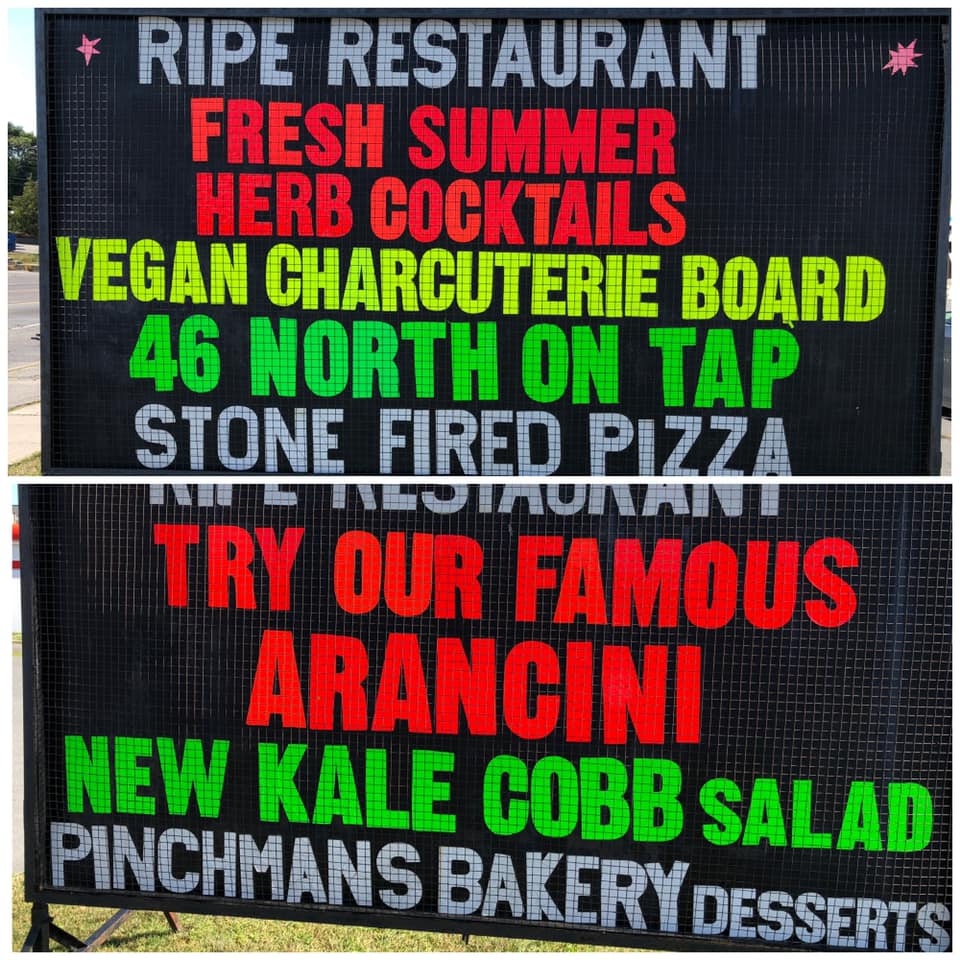 RIPE RESTAURANT
FRESH SUMMER
HERB COCKTAILS
VEGAN CHARCUTERIE BOARD
46 NORTH ON TAP
STONE FIRED PIZZA
RIPE RESTAURANT
TRY OUR FAMOUS
ARANCINI
NEW KALE COBB SALAD
PINCHMANS BAKERY DESSERTS